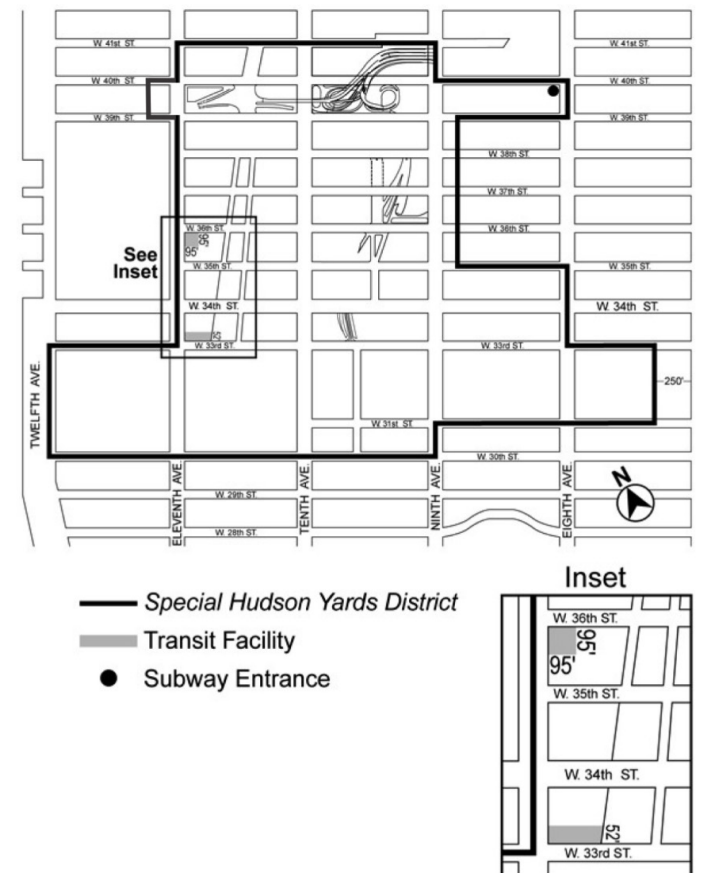 W. 41st ST.
W. 41st ST.
W. 40th ST.
W. 40th ST.
W. 39th ST.
W. 39th ST.
W. 38th ST.
W. 37th ST.
W. 36th ST.
W. 36th ST.
95'
95'
See
Inset
W. 35th ST.
W. 35th ST.
W. 34th ST.
W. 34th ST.
52'
W. 33rd ST.
W. 33rd ST.
250'
TWELFTH AVE.
W. 31st ST.
W. 30th ST.
ELEVENTH AVE.
TENTH AVE.
NINTH AVE.
EIGHTH AVE.
N
W. 29th ST.
W. 28th ST.
Inset
Special Hudson Yards District
Transit Facility
Subway Entrance
W. 36th ST.
95'
95'
W. 35th ST.
W. 34th ST.
52'
W. 33rd ST.